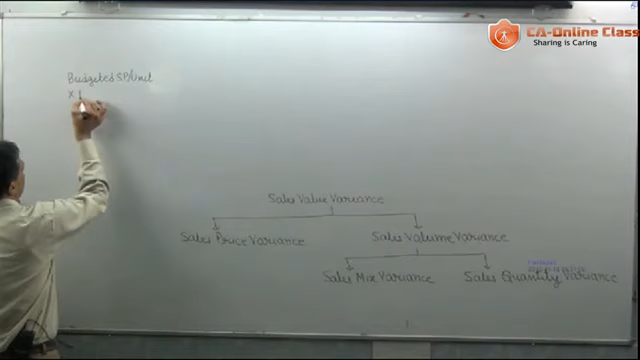 CA-Online Class
Sharing is Caring
Budgeted SP/Unit
x
Sales Value Variance
Sales Price Variance
Sales Volume Variance
Sales Mix Variance
Sales Quantity Variance